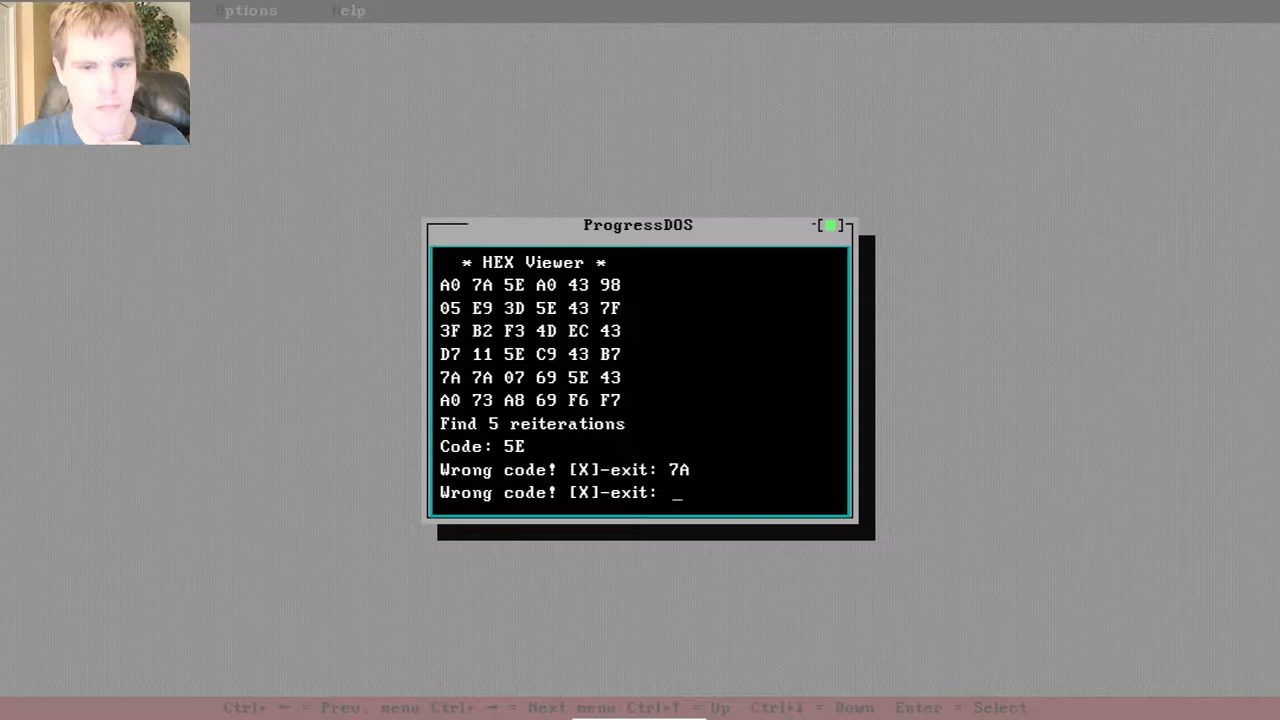 Options Help
ProgressDOS
[■]
* HEX Viewer *
A0 7A 5E A0 43 98
05 E9 3D 5E 43 7F
3F B2 F3 4D EC 43
D7 11 5E C9 43 B7
7A 7A 07 69 5E 43
A0 73 A8 69 F6 F7
Find 5 reiterations
Code: 5E
Wrong code! [X]-exit: 7A
Wrong code! [X]-exit: _
Ctrl+ ← = Prev. menu Ctrl+ → = Next menu Ctrl+↑ = Up Ctrl+↓ = Down Enter = Select